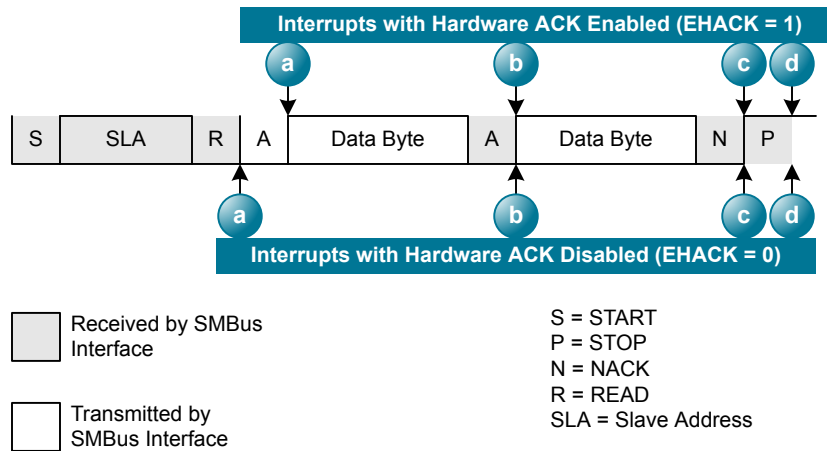 Interrupts with Hardware ACK Enabled (EHACK = 1)
a b c d
S SLA R A Data Byte A Data Byte N P
a b c d
Interrupts with Hardware ACK Disabled (EHACK = 0)
Received by SMBus
Interface
Transmitted by
SMBus Interface
S = START
P = STOP
N = NACK
R = READ
SLA = Slave Address